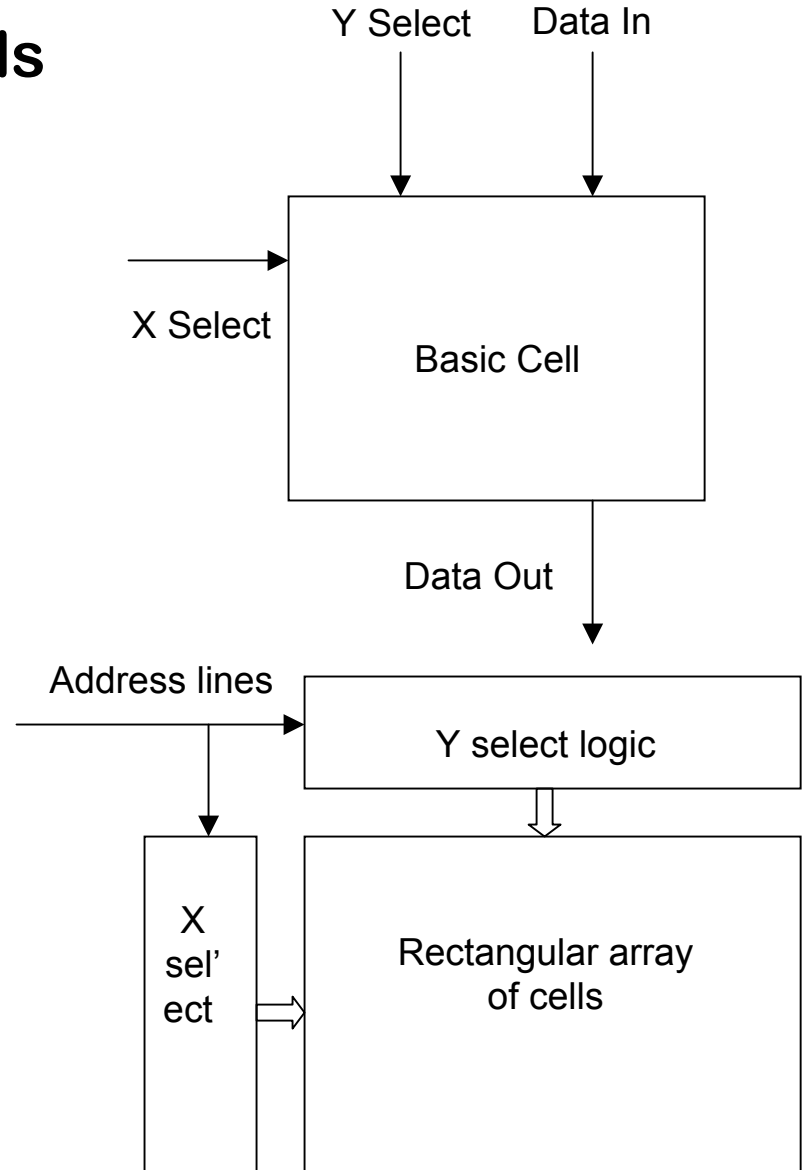 ls
Y Select
Data In
X Select
Basic Cell
Data Out
Address lines
Y select logic
X
sel’
ect
Rectangular array
of cells